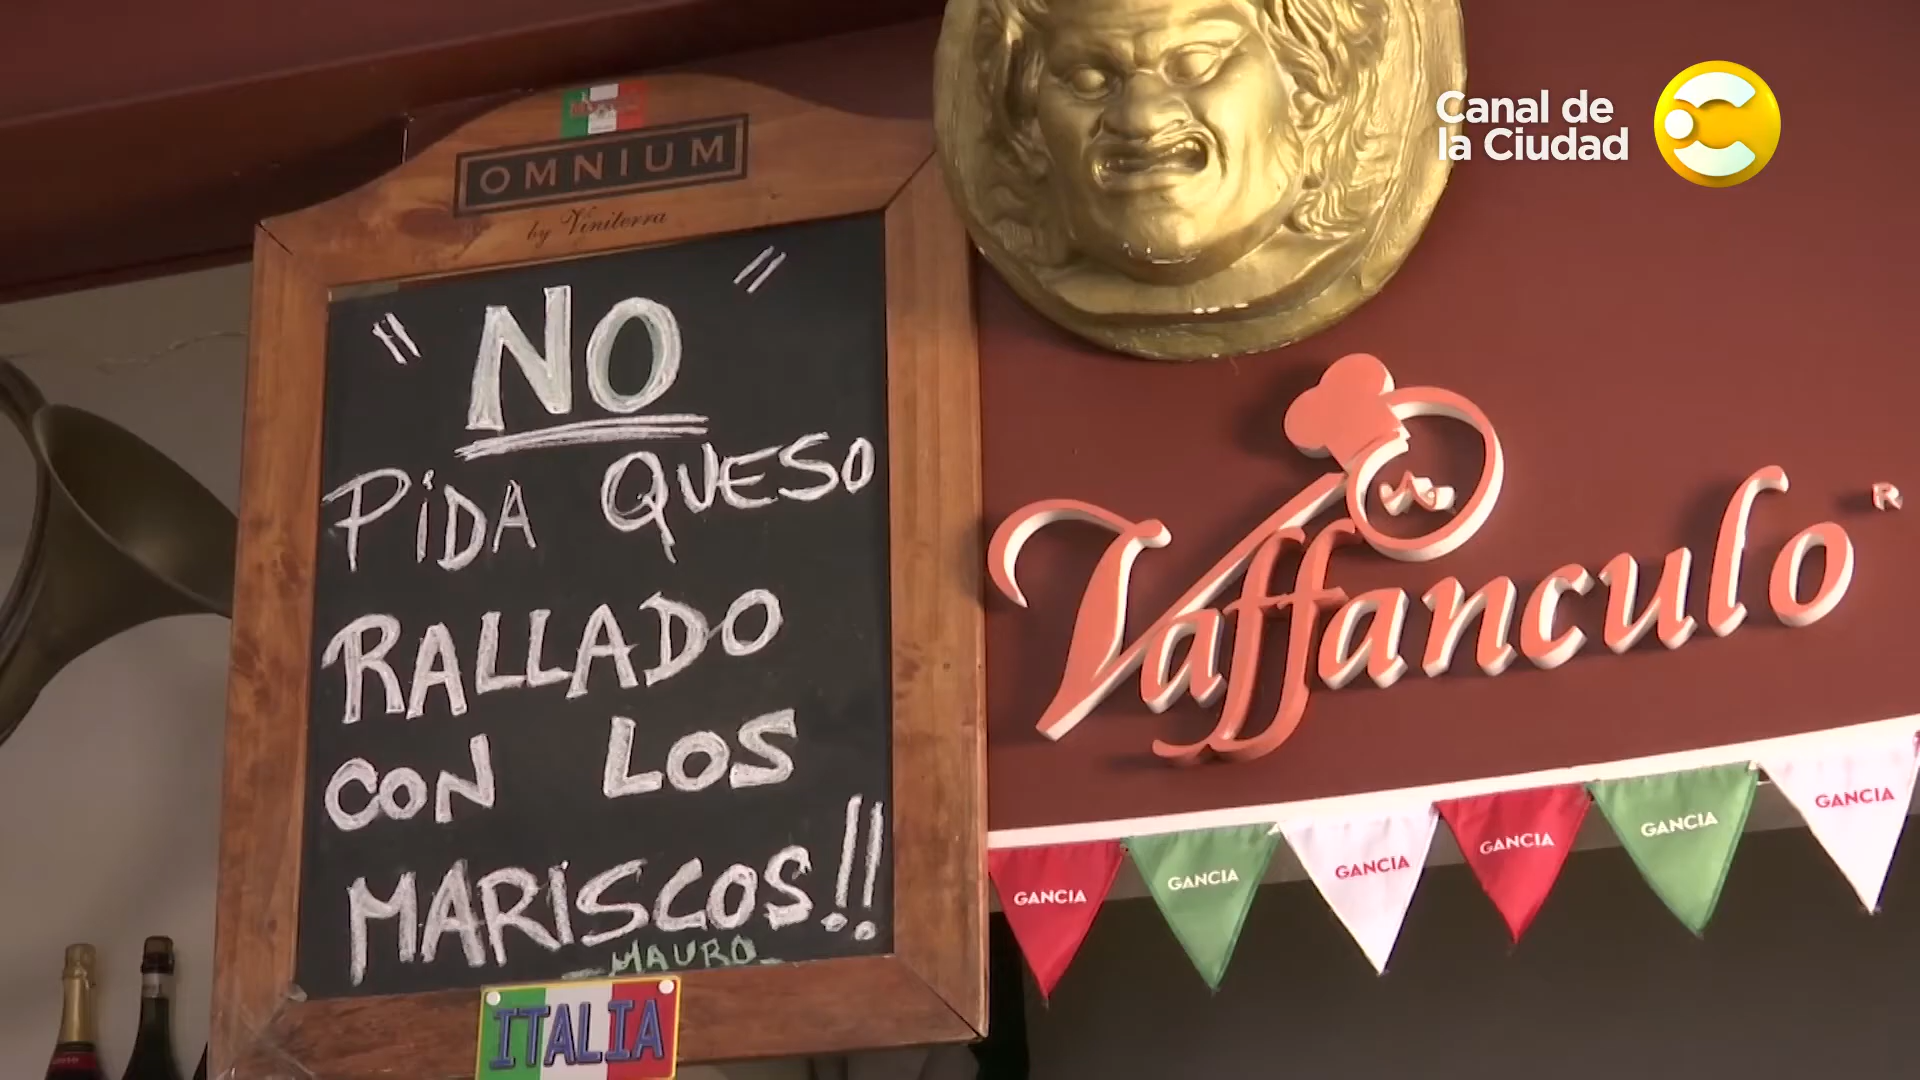 OMNIUM
by Viniterra
"NO"
PiDA QUESO
RALLADO
CON LOS
MARiSCOS!!
-MAURO-
ITALIA
Canal de
la Ciudad
Vaffanculo R
GANCIA
GANCIA
GANCIA
GANCIA
GANCIA
GANCIA